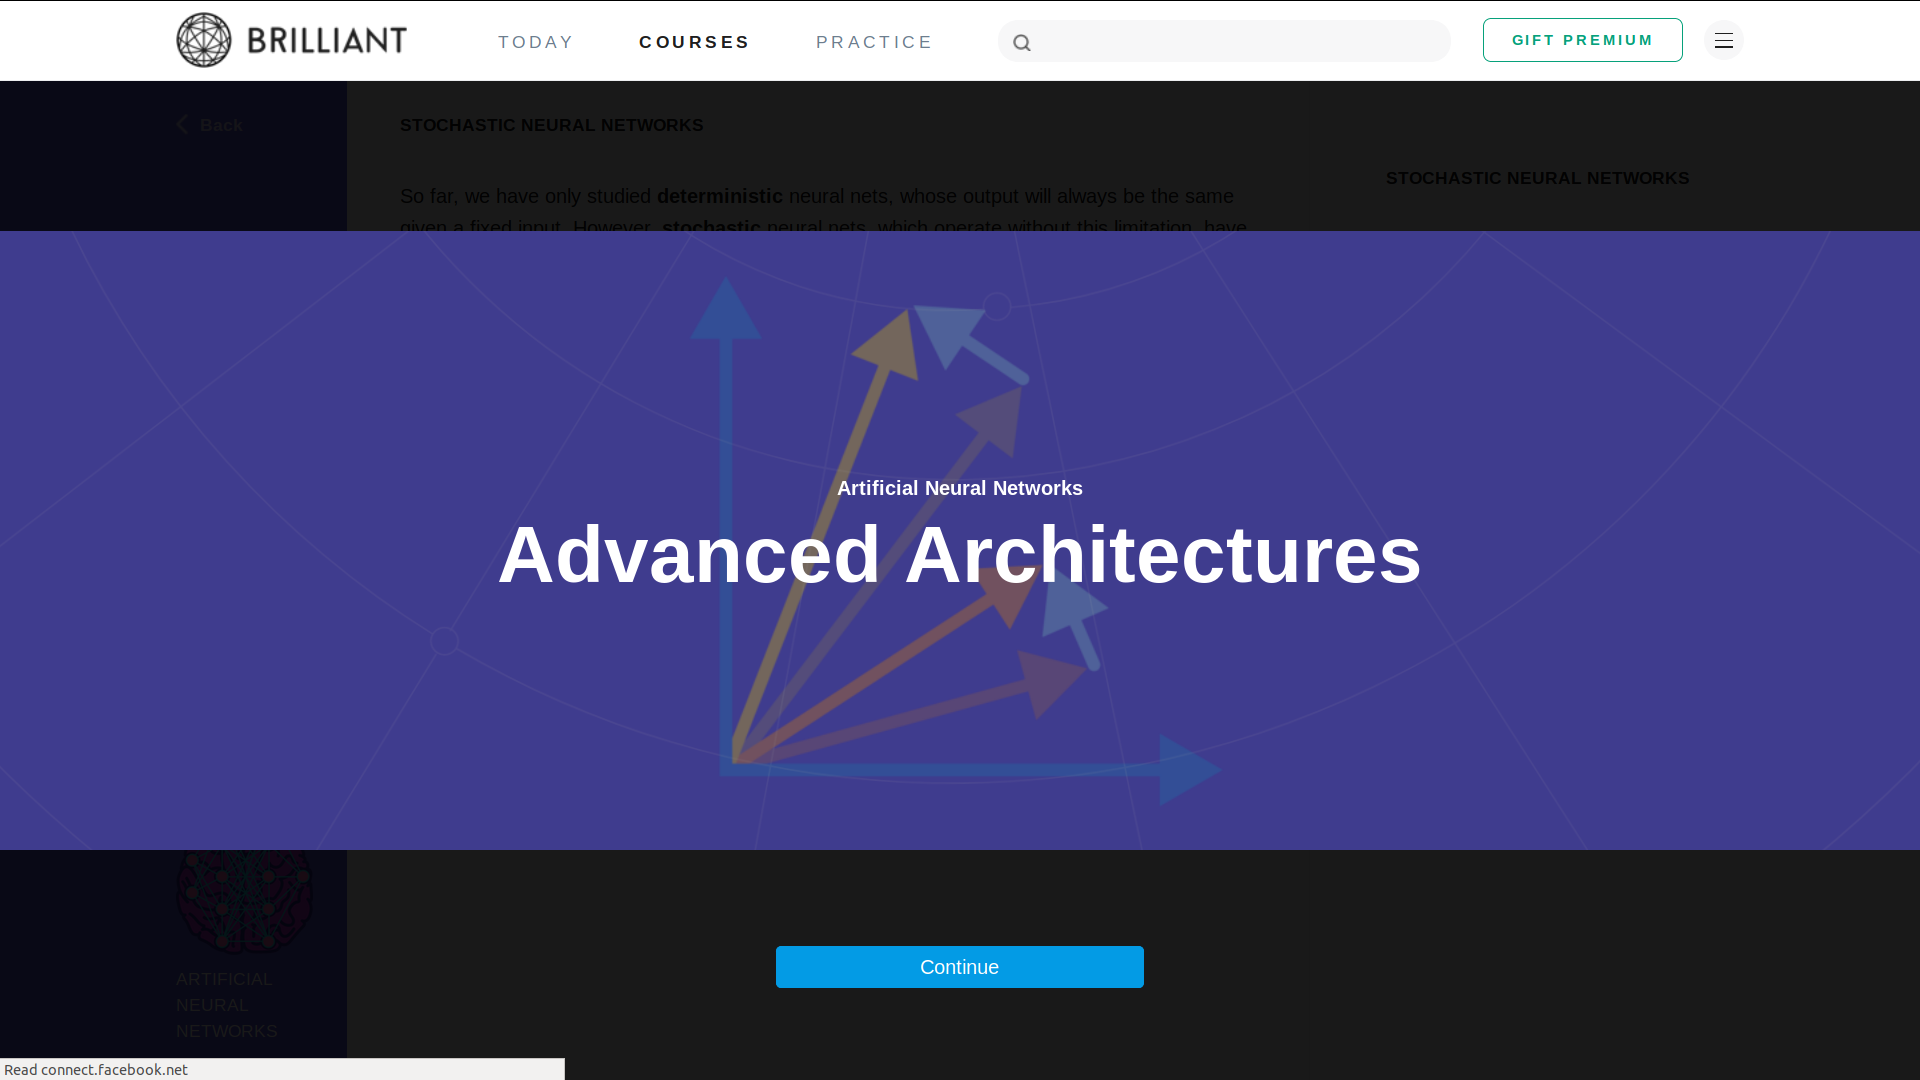 BRILLIANT
TODAY
COURSES
PRACTICE
GIFT PREMIUM
Back
STOCHASTIC NEURAL NETWORKS
STOCHASTIC NEURAL NETWORKS
So far, we have only studied deterministic neural nets, whose output will always be the same
given a fixed input. However, stochastic neural nets, which operate without this limitation, have
Artificial Neural Networks
Advanced Architectures
Continue
ARTIFICIAL
NEURAL
NETWORKS
Read connect.facebook.net